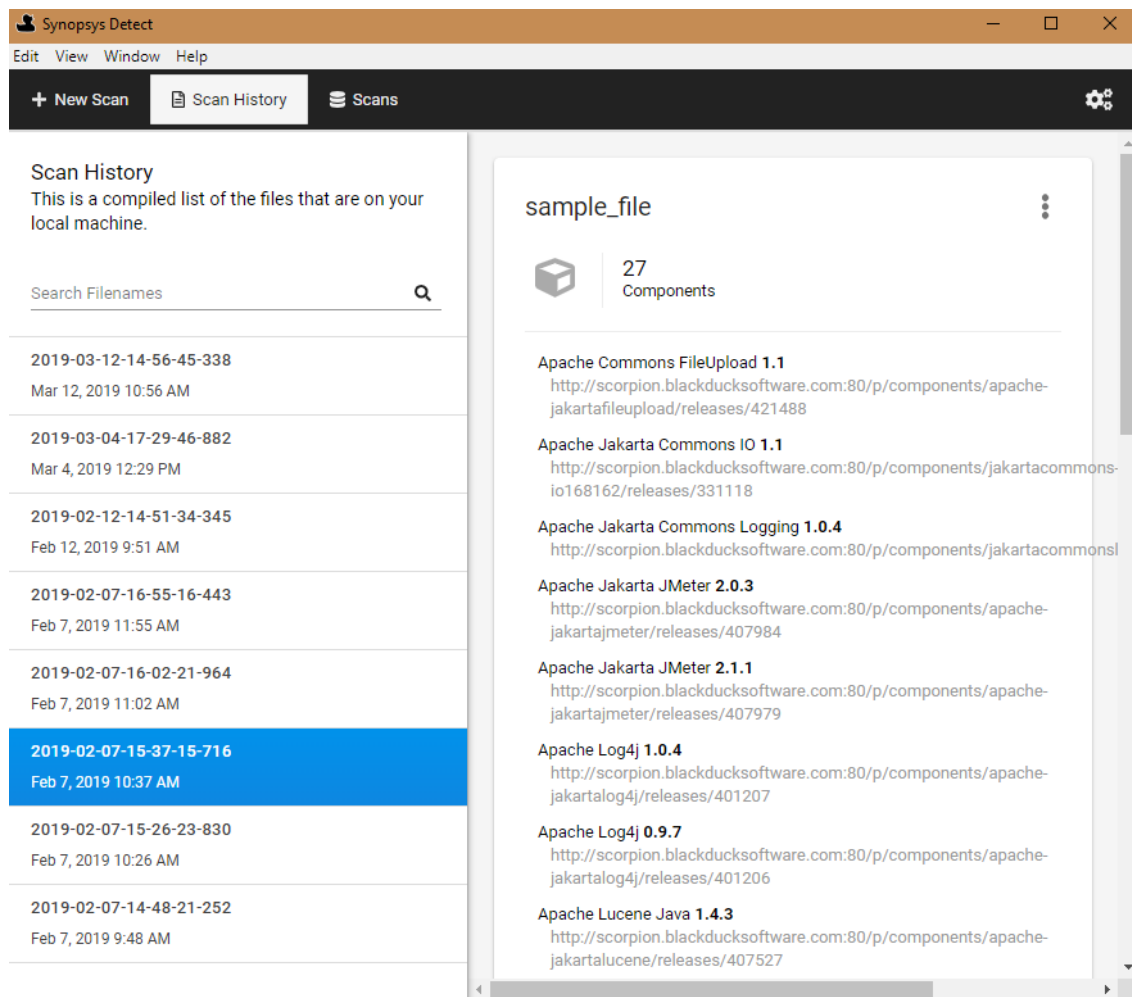 Synopsys Detect
Edit View Window Help
+ New Scan
Scan History
Scans
Scan History
This is a compiled list of the files that are on your
local machine.
Search Filenames
2019-03-12-14-56-45-338
Mar 12, 2019 10:56 AM
2019-03-04-17-29-46-882
Mar 4, 2019 12:29 PM
2019-02-12-14-51-34-345
Feb 12, 2019 9:51 AM
2019-02-07-16-55-16-443
Feb 7, 2019 11:55 AM
2019-02-07-16-02-21-964
Feb 7, 2019 11:02 AM
2019-02-07-15-37-15-716
Feb 7, 2019 10:37 AM
2019-02-07-15-26-23-830
Feb 7, 2019 10:26 AM
2019-02-07-14-48-21-252
Feb 7, 2019 9:48 AM
sample_file
27
Components
Apache Commons FileUpload 1.1
http://scorpion.blackducksoftware.com:80/p/components/apache-
jakartafileupload/releases/421488
Apache Jakarta Commons IO 1.1
http://scorpion.blackducksoftware.com:80/p/components/jakartacommons-
io168162/releases/331118
Apache Jakarta Commons Logging 1.0.4
http://scorpion.blackducksoftware.com:80/p/components/jakartacommonsl
Apache Jakarta JMeter 2.0.3
http://scorpion.blackducksoftware.com:80/p/components/apache-
jakartajmeter/releases/407984
Apache Jakarta JMeter 2.1.1
http://scorpion.blackducksoftware.com:80/p/components/apache-
jakartajmeter/releases/407979
Apache Log4j 1.0.4
http://scorpion.blackducksoftware.com:80/p/components/apache-
jakartalog4j/releases/401207
Apache Log4j 0.9.7
http://scorpion.blackducksoftware.com:80/p/components/apache-
jakartalog4j/releases/401206
Apache Lucene Java 1.4.3
http://scorpion.blackducksoftware.com:80/p/components/apache-
jakartalucene/releases/407527